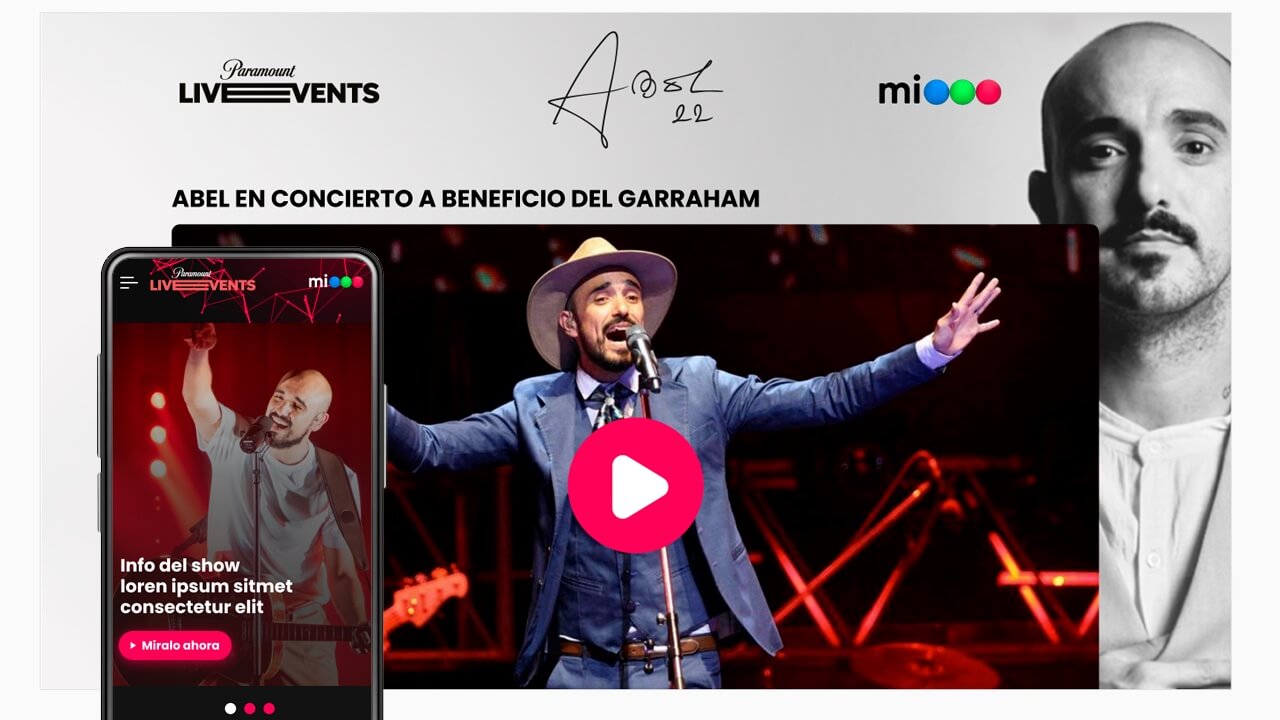 Paramount
LIVE EVENTS
Abel
22
mi
ABEL EN CONCIERTO A BENEFICIO DEL GARRAHAM
Paramount
LIVE EVENTS
mi
Info del show
loren ipsum sitmet
consectetur elit
Miralo ahora